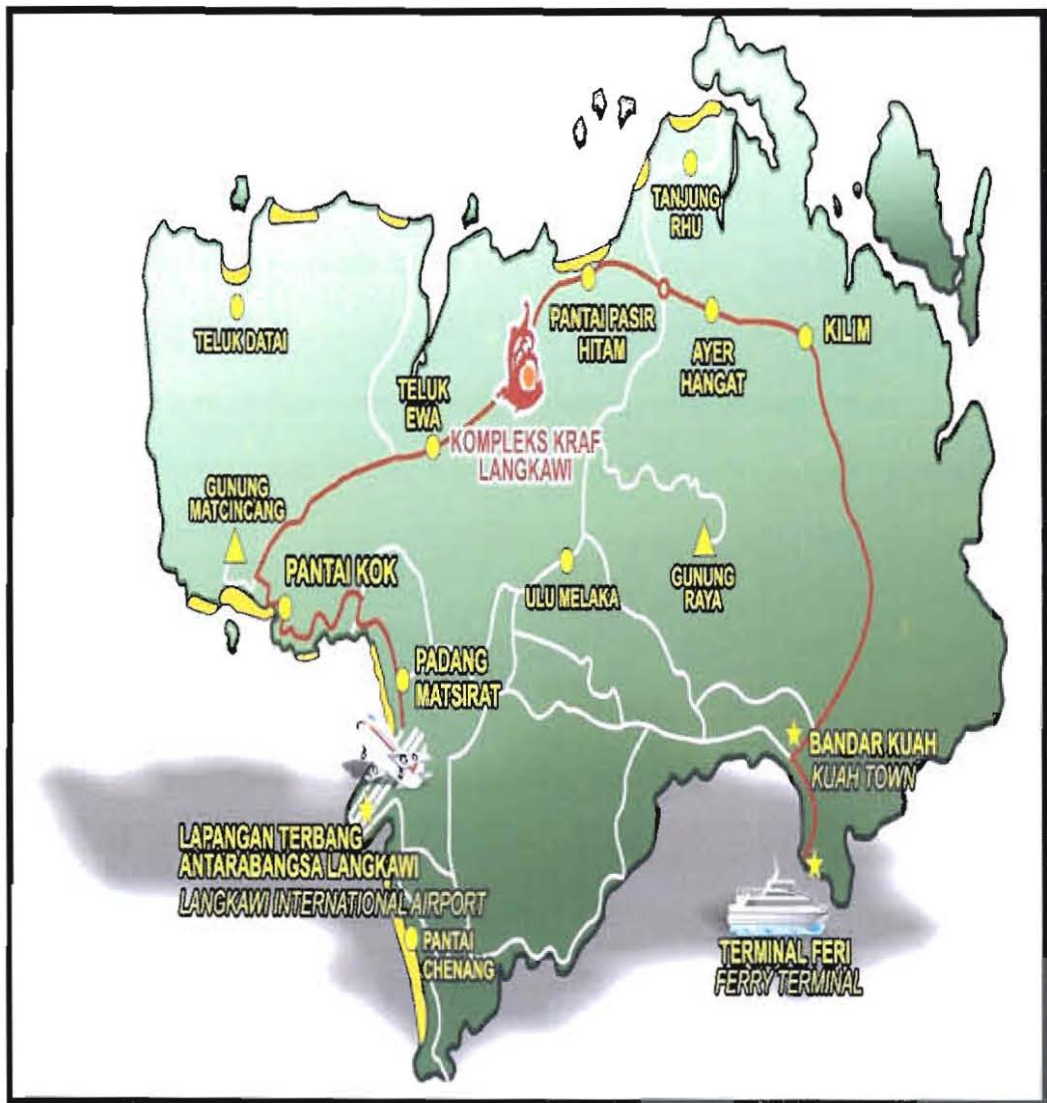 TANJUNG
RHU
TELUK DATAI
PANTAI PASIR
HITAM
AYER
HANGAT
KILIM
TELUK
EWA
KOMPLEKS KRAF
LANGKAWI
GUNUNG
MATCINCANG
PANTAI KOK
ULU MELAKA
GUNUNG
RAYA
PADANG
MATSIRAT
BANDAR KUAH
KUAH TOWN
LAPANGAN TERBANG
ANTARABANGSA LANGKAWI
LANGKAWI INTERNATIONAL AIRPORT
PANTAI
CHENANG
TERMINAL FERI
FERRY TERMINAL